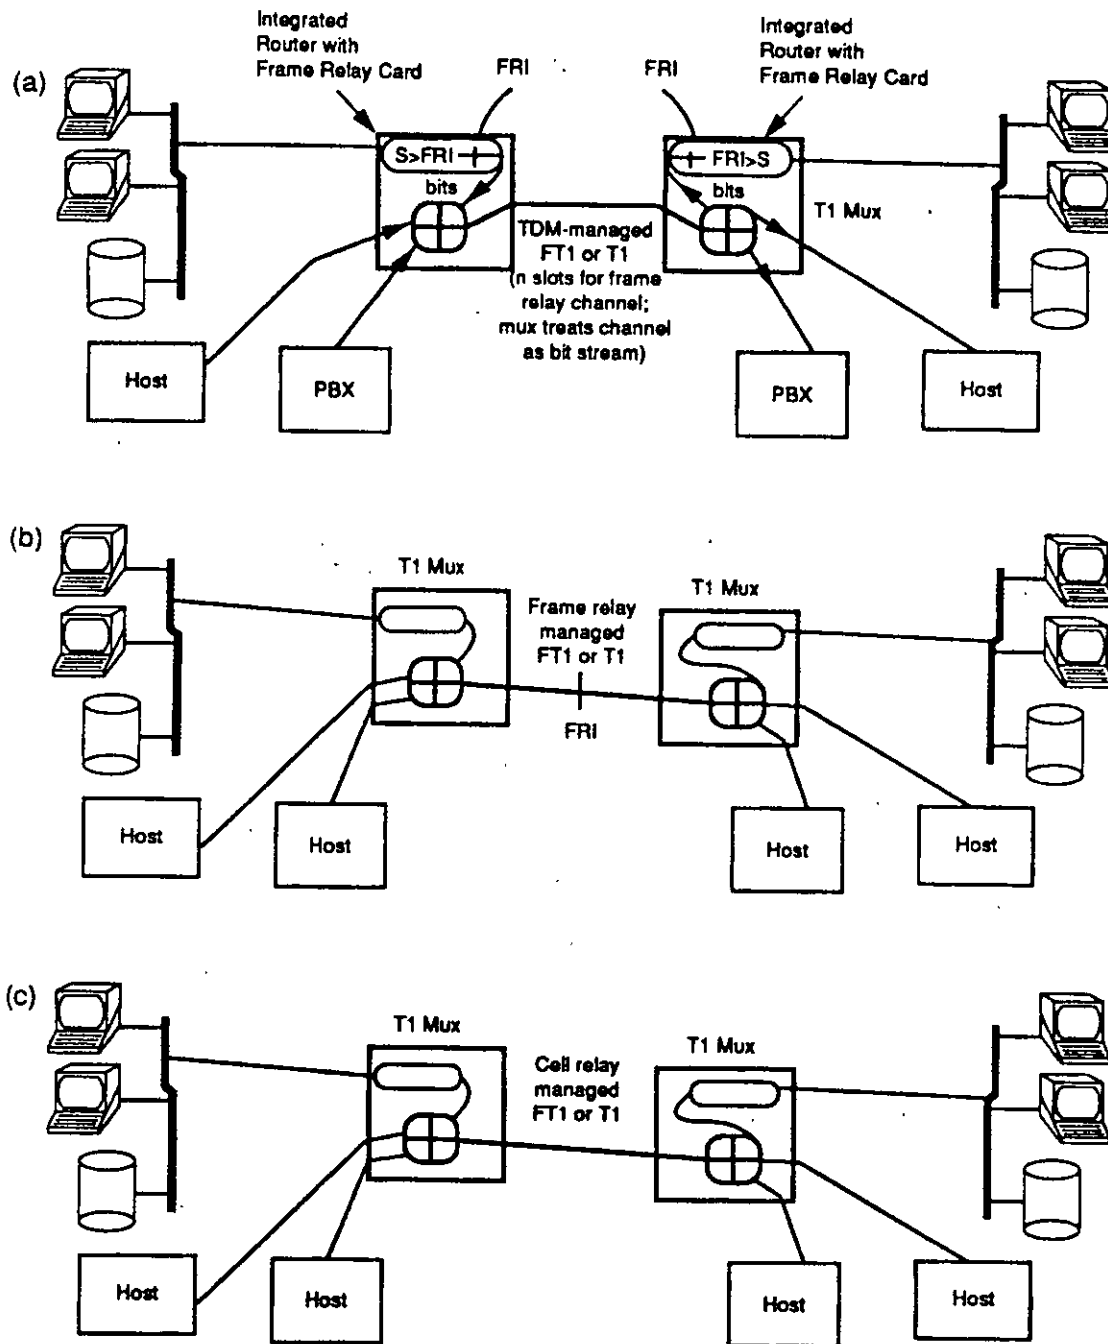 (a)
Integrated
Router with
Frame Relay Card
FRI
FRI
Integrated
Router with
Frame Relay Card
S>FRI
FRI>S
bits
bits
T1 Mux
TDM-managed
FT1 or T1
(n slots for frame
relay channel;
mux treats channel
as bit stream)
Host
PBX
PBX
Host
(b)
T1 Mux
T1 Mux
Frame relay
managed
FT1 or T1
FRI
Host
Host
Host
Host
(c)
T1 Mux
T1 Mux
Cell relay
managed
FT1 or T1
Host
Host
Host
Host